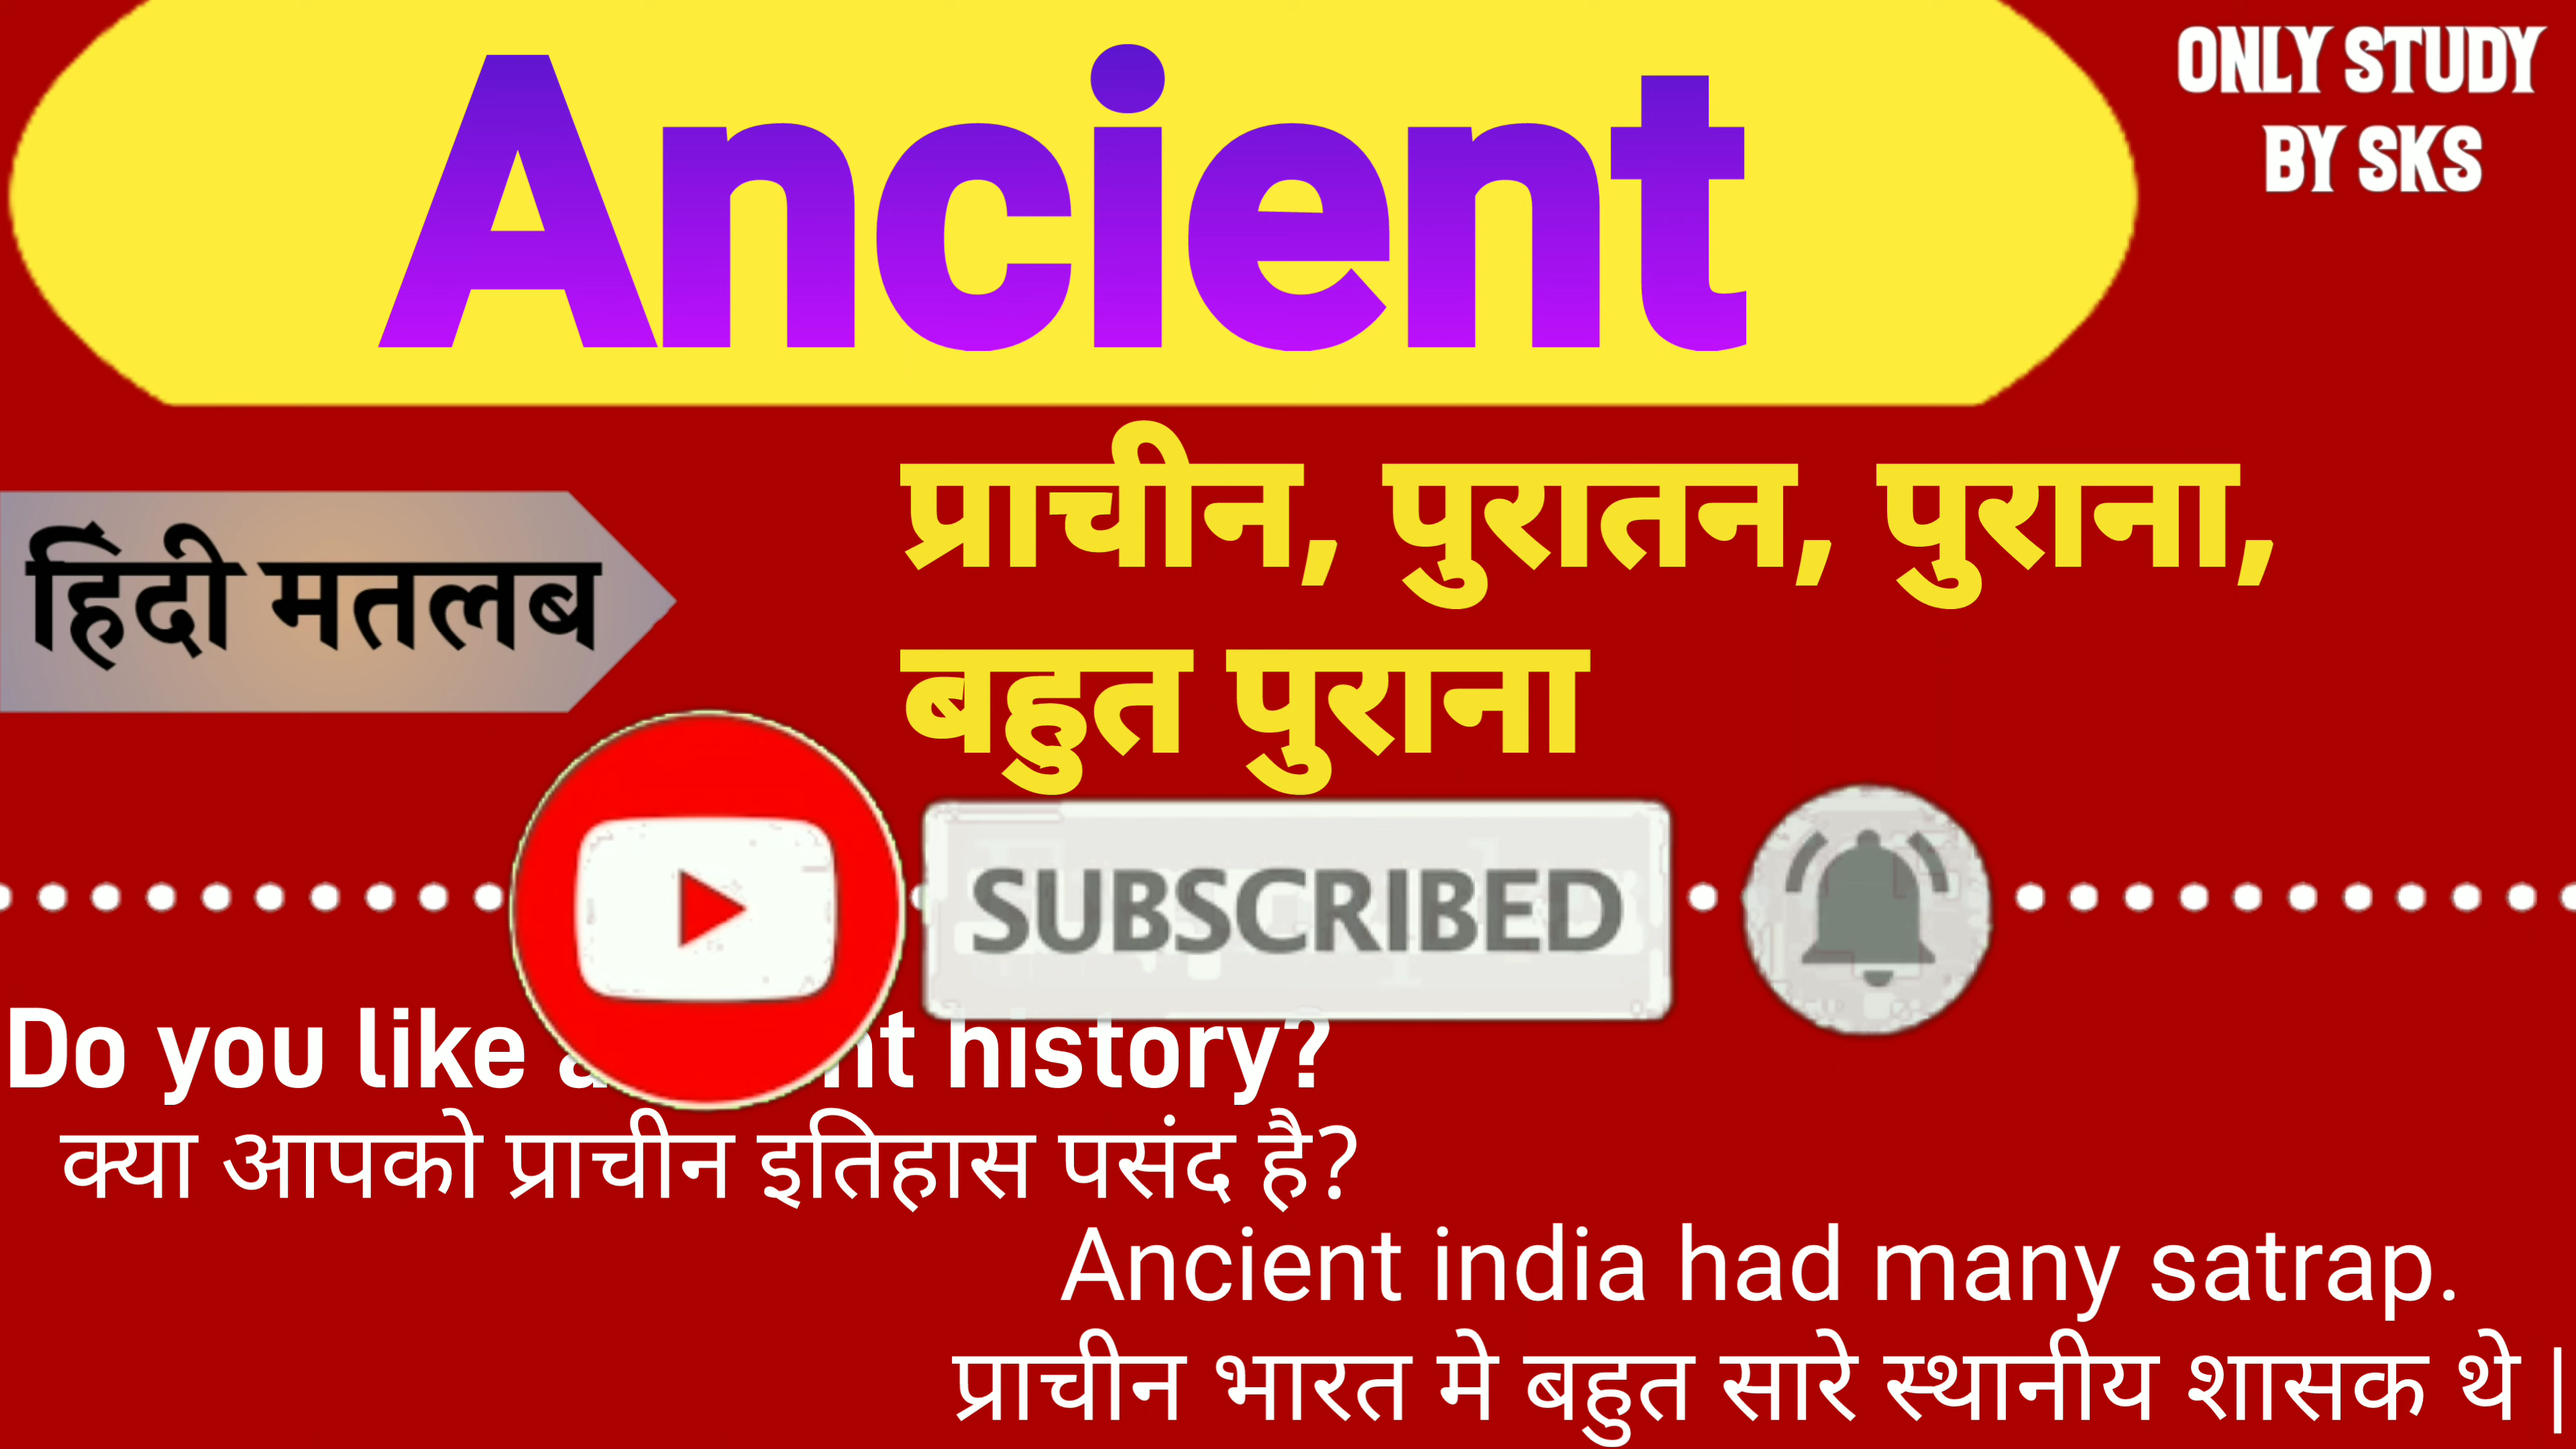 Ancient
ONLY STUDY
BY SKS
प्राचीन, पुरातन, पुराना,
हिंदी मतलब
बहुत पुराना
SUBSCRIBED
Do you like history?
क्या आपको प्राचीन इतिहास पसंद है?
Ancient india had many satrap.
प्राचीन भारत मे बहुत सारे स्थानीय शासक थे |